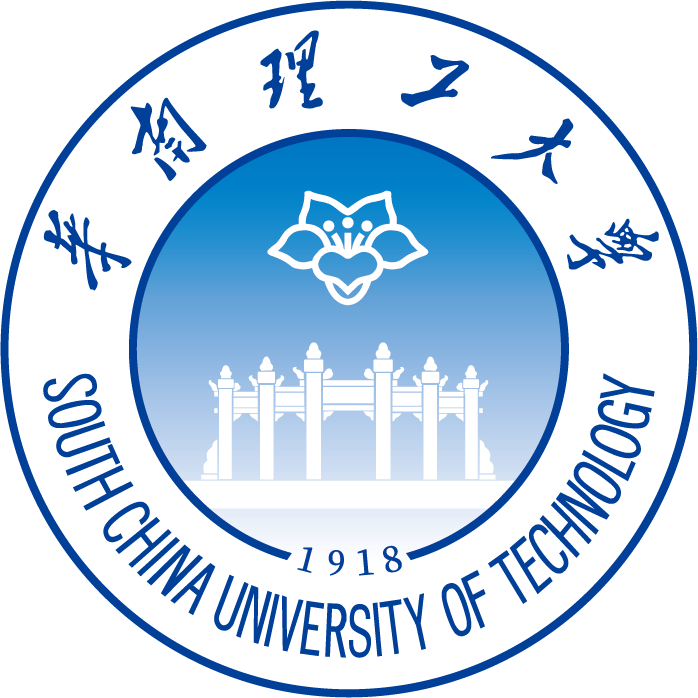 华南理工大学
SOUTH CHINA UNIVERSITY OF TECHNOLOGY
1918